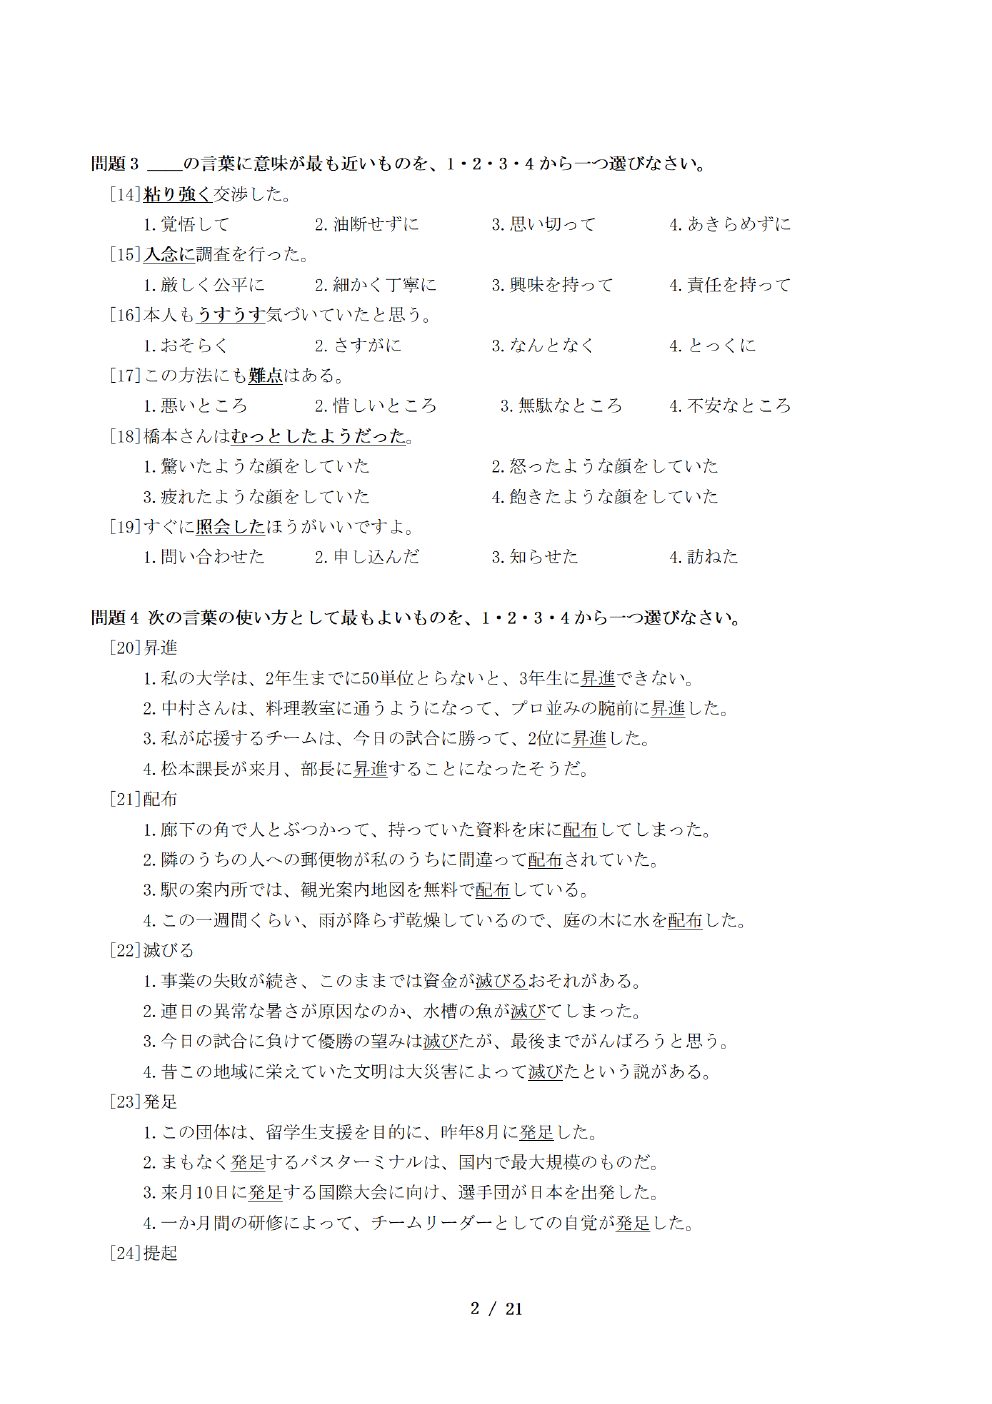 問題3 ____の言葉に意味が最も近いものを、1・2・3・4から一つ選びなさい。
[14]粘り強く交渉した。
1.覚悟して 2.油断せずに 3.思い切って 4.あきらめずに
[15]入念に調査を行った。
1.厳しく公平に 2.細かく丁寧に 3.興味を持って 4.責任を持って
[16]本人もうすうす気づいていたと思う。
1.おそらく 2.さすがに 3.なんとなく 4.とっくに
[17]この方法にも難点はある。
1.悪いところ 2.惜しいところ 3.無駄なところ 4.不安なところ
[18]橋本さんはむっとしたようだった。
1.驚いたような顔をしていた 2.怒ったような顔をしていた
3.疲れたような顔をしていた 4.飽きたような顔をしていた
[19]すぐに照会したほうがいいですよ。
1.問い合わせた 2.申し込んだ 3.知らせた 4.訪ねた
問題4 次の言葉の使い方として最もよいものを、1・2・3・4から一つ選びなさい。
[20]昇進
1.私の大学は、2年生までに50単位とらないと、3年生に昇進できない。
2.中村さんは、料理教室に通うようになって、プロ並みの腕前に昇進した。
3.私が応援するチームは、今日の試合に勝って、2位に昇進した。
4.松本課長が来月、部長に昇進することになったそうだ。
[21]配布
1.廊下の角で人とぶつかって、持っていた資料を床に配布してしまった。
2.隣のうちの人への郵便物が私のうちに間違って配布されていた。
3.駅の案内所では、観光案内地図を無料で配布している。
4.この一週間くらい、雨が降らず乾燥しているので、庭の木に水を配布した。
[22]滅びる
1.事業の失敗が続き、このままでは資金が滅びるおそれがある。
2.連日の異常な暑さが原因なのか、水槽の魚が滅びてしまった。
3.今日の試合に負けて優勝の望みは滅びたが、最後までがんばろうと思う。
4.昔この地域に栄えていた文明は大災害によって滅びたという説がある。
[23]発足
1.この団体は、留学生支援を目的に、昨年8月に発足した。
2.まもなく発足するバスターミナルは、国内で最大規模のものだ。
3.来月10日に発足する国際大会に向け、選手団が日本を出発した。
4.一か月間の研修によって、チームリーダーとしての自覚が発足した。
[24]提起
2 / 21